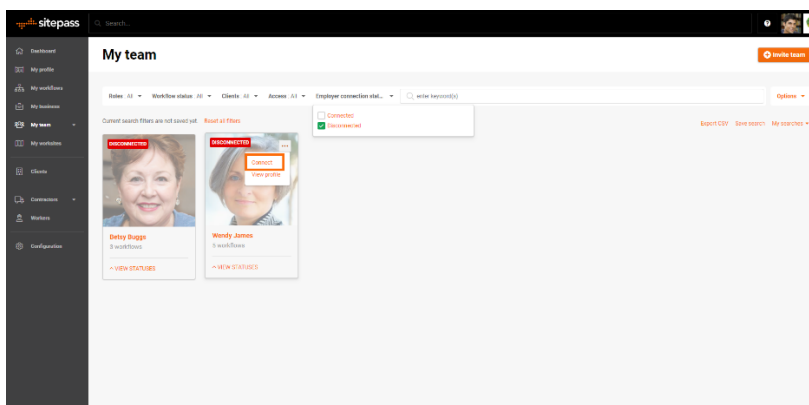 sitepass
Search...
Dashboard
My profile
My workflows
My business
My team
My worksites
Clients
Contractors
Workers
Configuration
My team
Invite team
Roles All
Workflow status All
Clients All
Access All
Employer connection stat...
enter keyword(s)
Options
Connected
Disconnected
Current search filters are not saved yet. Reset all filters
Export CSV Save search My searches
DISCONNECTED
Betsy Buggs
8 workflows
VIEW STATUSES
DISCONNECTED
Connect
View profile
Wendy James
5 workflows
VIEW STATUSES